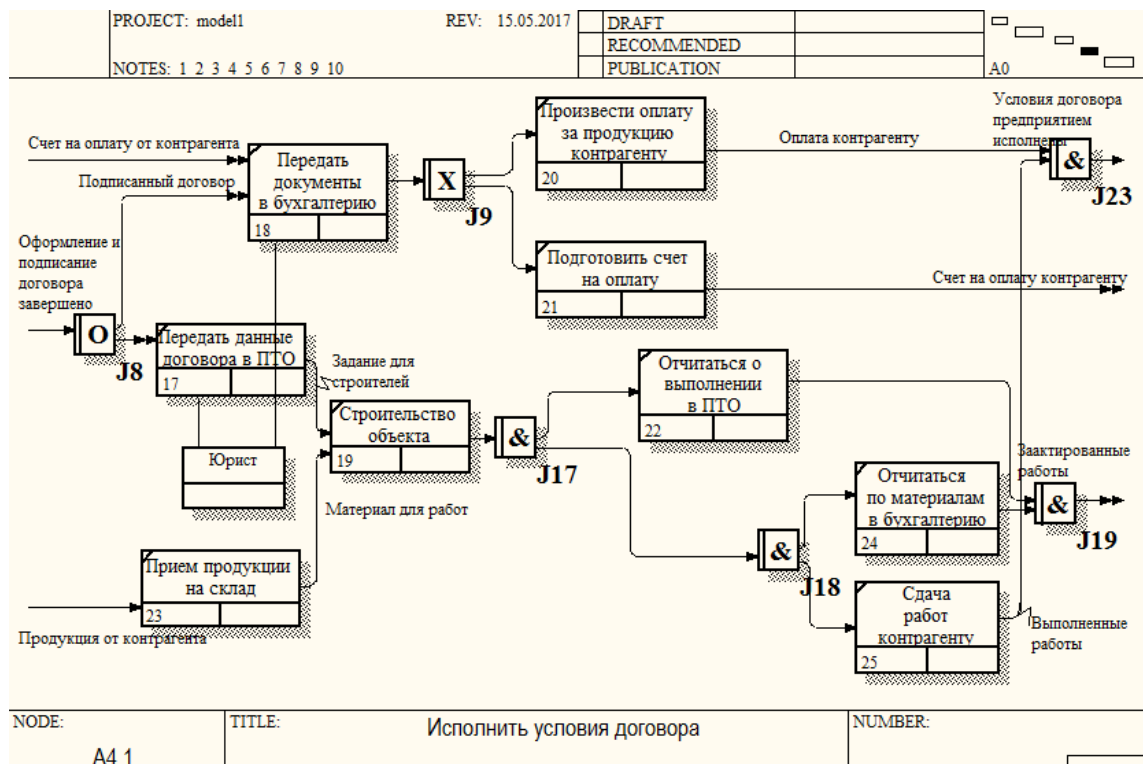 PROJECT: model1
REV: 15.05.2017
DRAFT
RECOMMENDED
NOTES: 1 2 3 4 5 6 7 8 9 10
PUBLICATION
A0
Счет на оплату от контрагента
Подписанный договор
Передать
документы
в бухгалтерию
18
X
J9
Произвести оплату
за продукцию
контрагенту
20
Оплата контрагенту
Условия договора
предприятием
исполнены
&
J23
Оформление и
подписание
договора
завершено
O
J8
Подготовить счет
на оплату
21
Счет на оплату контрагенту
Передать данные
договора в ПТО
17
Задание для
строителей
Юрист
Строительство
объекта
19
&
J17
Отчитаться о
выполнении
в ПТО
22
Материал для работ
Прием продукции
на склад
23
Продукция от контрагента
&
J18
Отчитаться
по материалам
в бухгалтерию
24
Заактированные
работы
&
J19
Сдача
работ
контрагенту
25
Выполненные
работы
NODE:
TITLE:
Исполнить условия договора
NUMBER:
A4.1